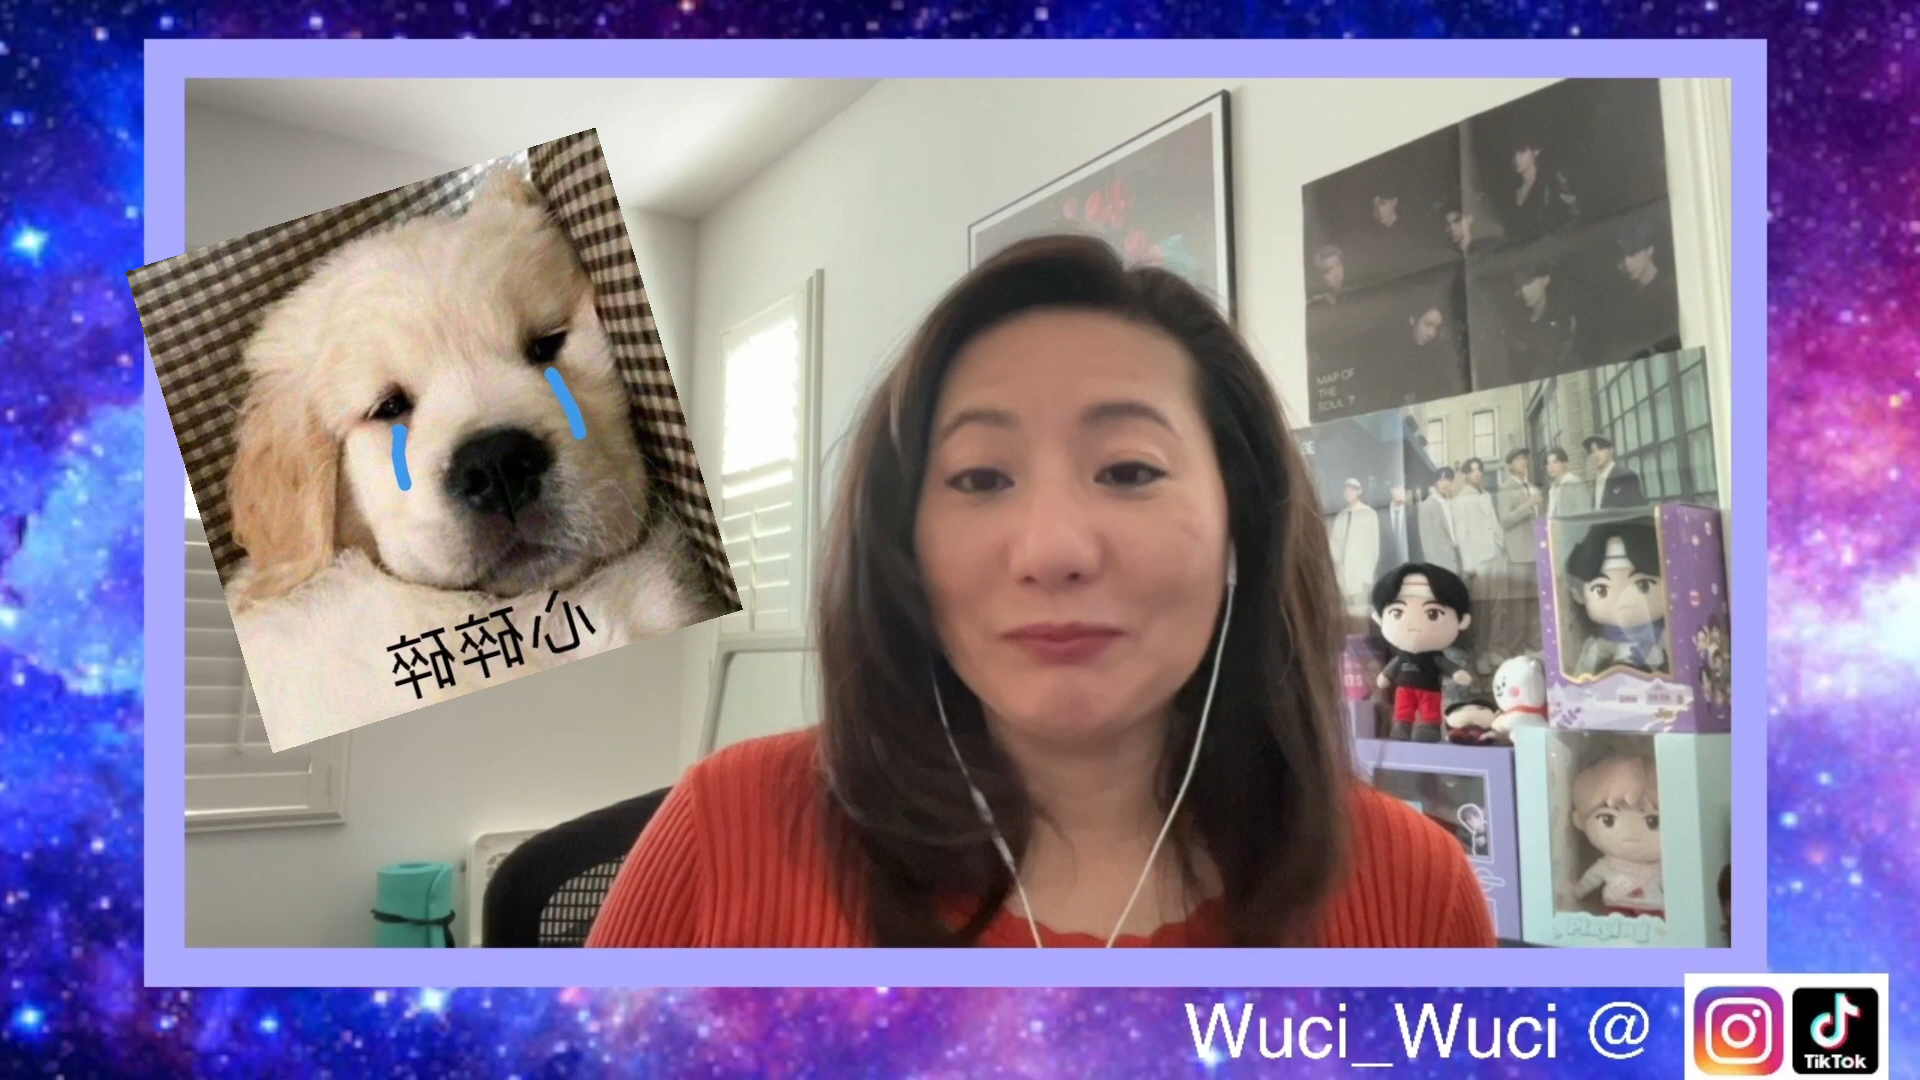 心碎碎
MAP OF
THE
SOUL 7
Wuci_Wuci @
TikTok